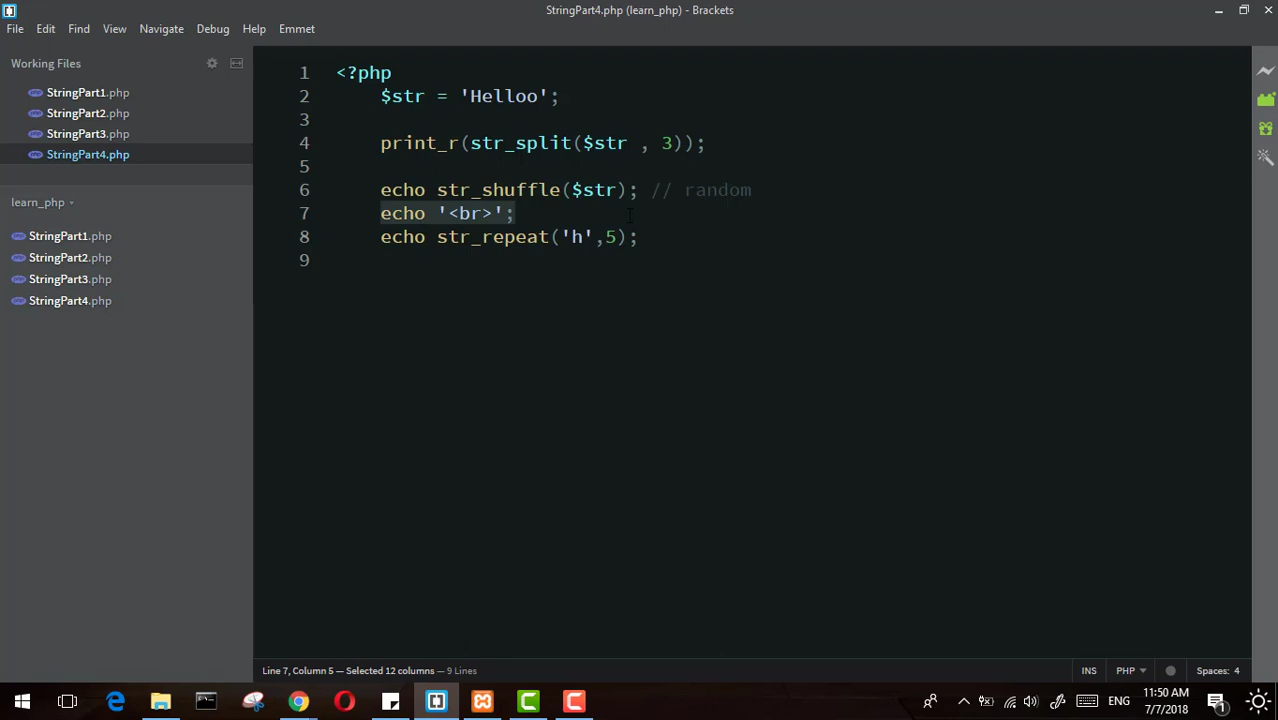 StringPart4.php (learn_php) - Brackets
File Edit Find View Navigate Debug Help Emmet
Working Files
StringPart1.php
StringPart2.php
StringPart3.php
StringPart4.php
learn_php
StringPart1.php
StringPart2.php
StringPart3.php
StringPart4.php
1 <?php
2 $str = 'Helloo';
3
4 print_r(str_split($str , 3));
5
6 echo str_shuffle($str); // random
7 echo '<br>';
8 echo str_repeat('h',5);
9
Line 7, Column 5 — Selected 12 columns — 9 Lines
INS PHP Spaces: 4
ENG
11:50 AM
7/7/2018
1